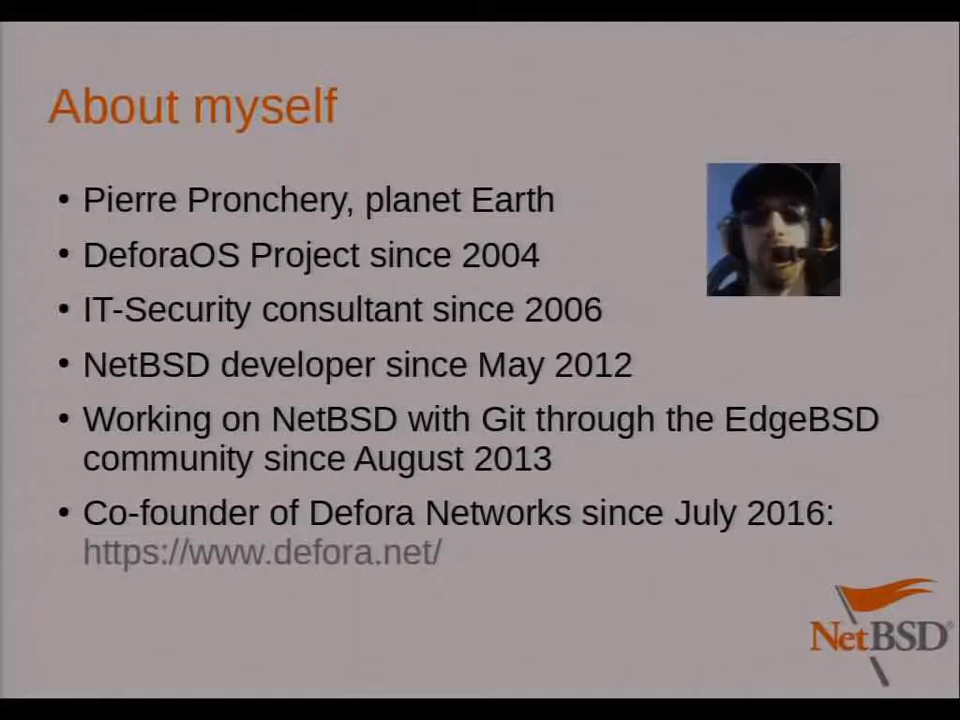 About myself
• Pierre Pronchery, planet Earth
• DeforaOS Project since 2004
• IT-Security consultant since 2006
• NetBSD developer since May 2012
• Working on NetBSD with Git through the EdgeBSD
community since August 2013
• Co-founder of Defora Networks since July 2016:
https://www.defora.net/
NetBSD®